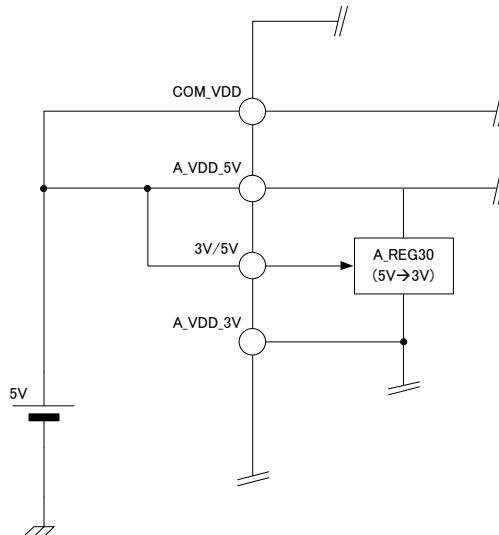 COM_VDD
A_VDD_5V
3V/5V
A_REG30
(5V→3V)
A_VDD_3V
5V